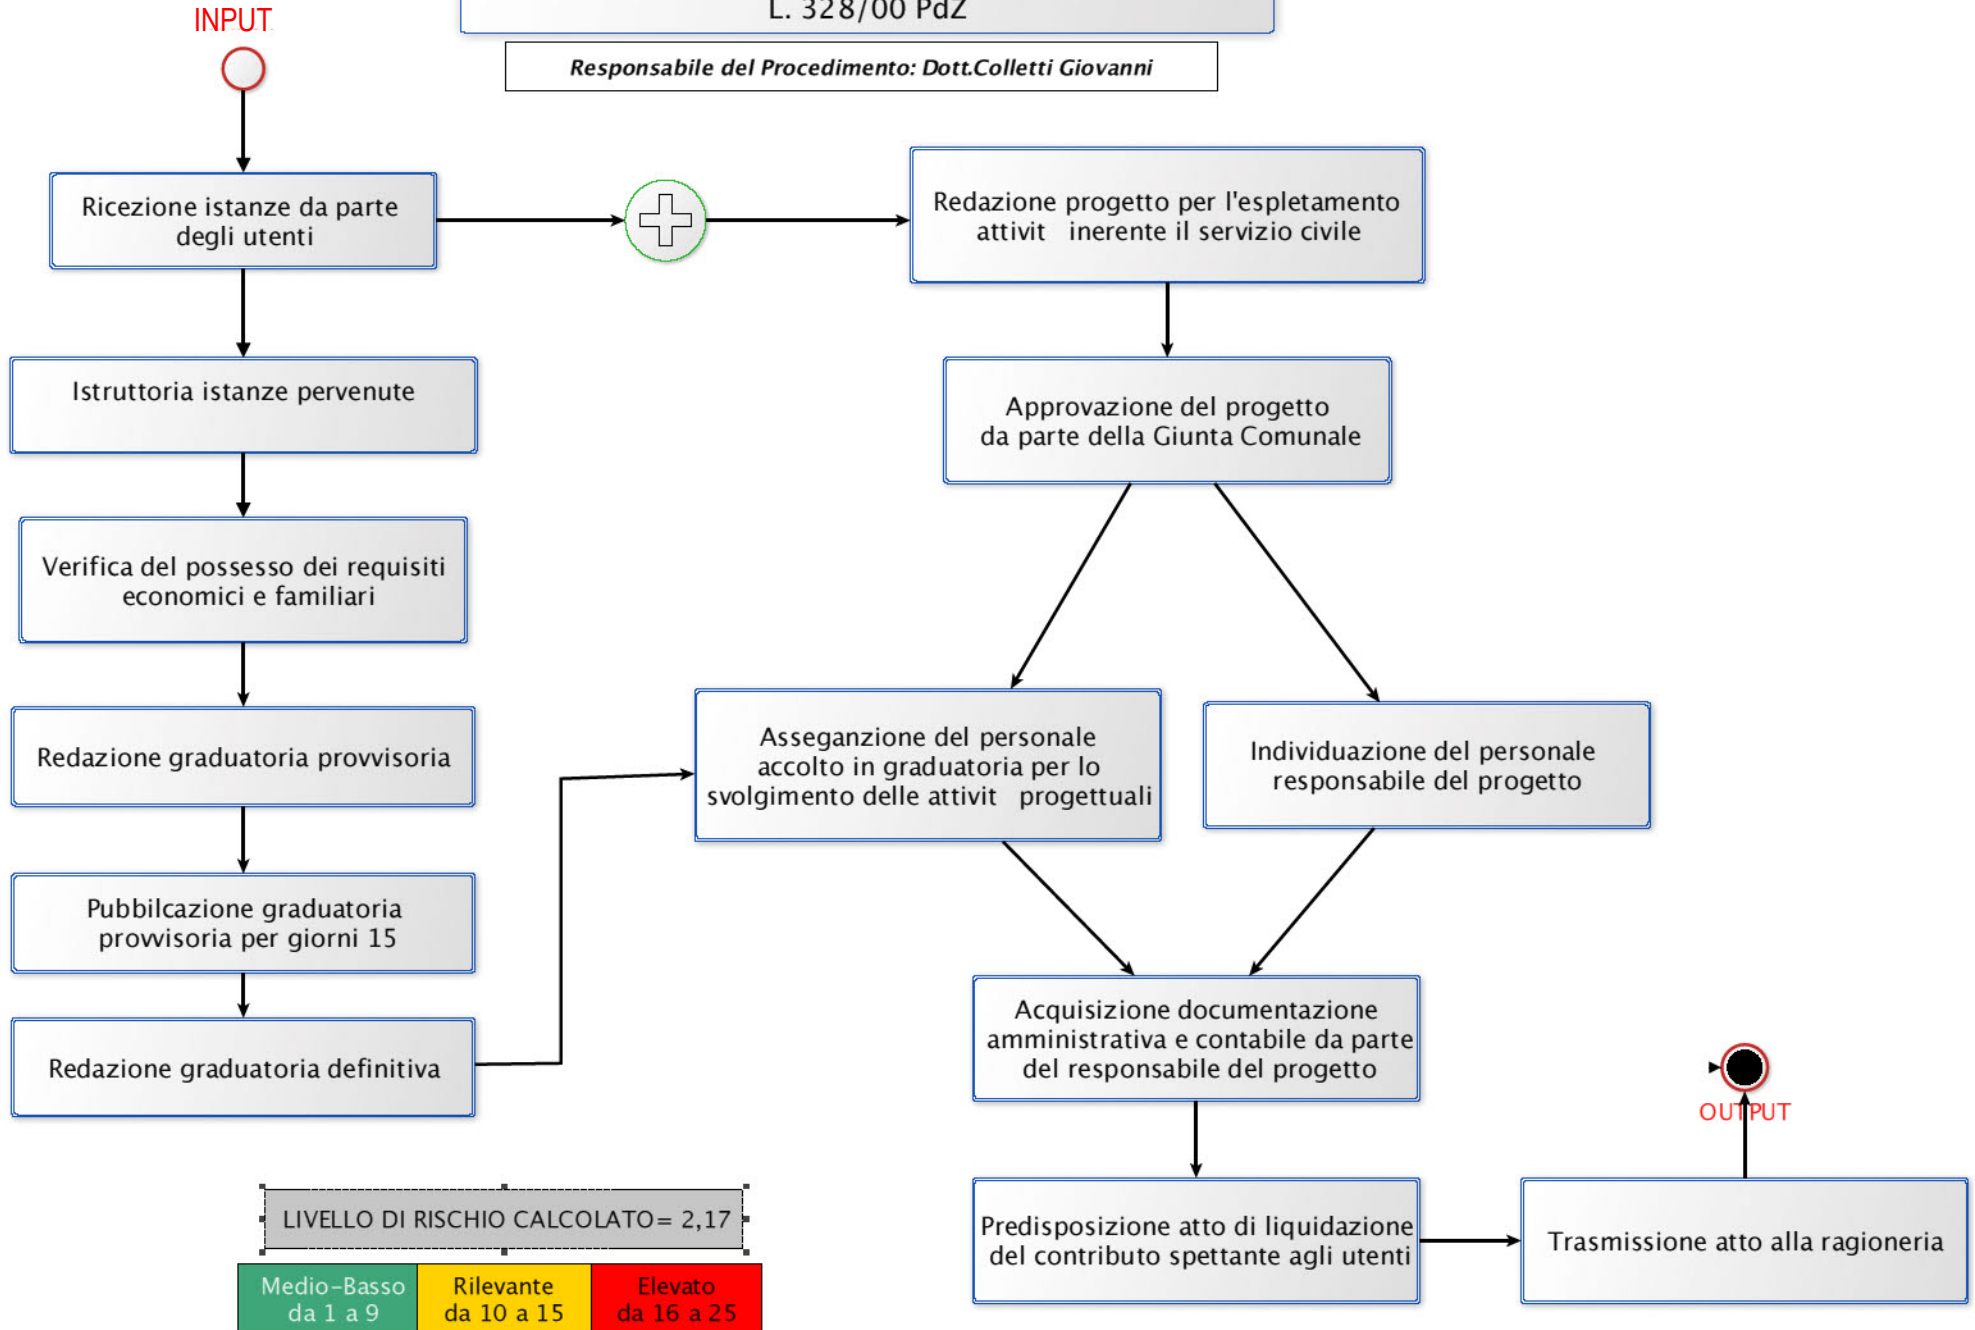 INPUT
L. 328/00 PdZ
Responsabile del Procedimento: Dott.Colletti Giovanni
Ricezione istanze da parte
degli utenti
Redazione progetto per l'espletamento
attivit   inerente il servizio civile
Istruttoria istanze pervenute
Approvazione del progetto
da parte della Giunta Comunale
Verifica del possesso dei requisiti
economici e familiari
Redazione graduatoria provvisoria
Asseganzione del personale
accolto in graduatoria per lo
svolgimento delle attivit   progettuali
Individuazione del personale
responsabile del progetto
Pubbilcazione graduatoria
provvisoria per giorni 15
Redazione graduatoria definitiva
Acquisizione documentazione
amministrativa e contabile da parte
del responsabile del progetto
OUTPUT
Predisposizione atto di liquidazione
del contributo spettante agli utenti
Trasmissione atto alla ragioneria
LIVELLO DI RISCHIO CALCOLATO= 2,17
Medio-Basso
da 1 a 9
Rilevante
da 10 a 15
Elevato
da 16 a 25